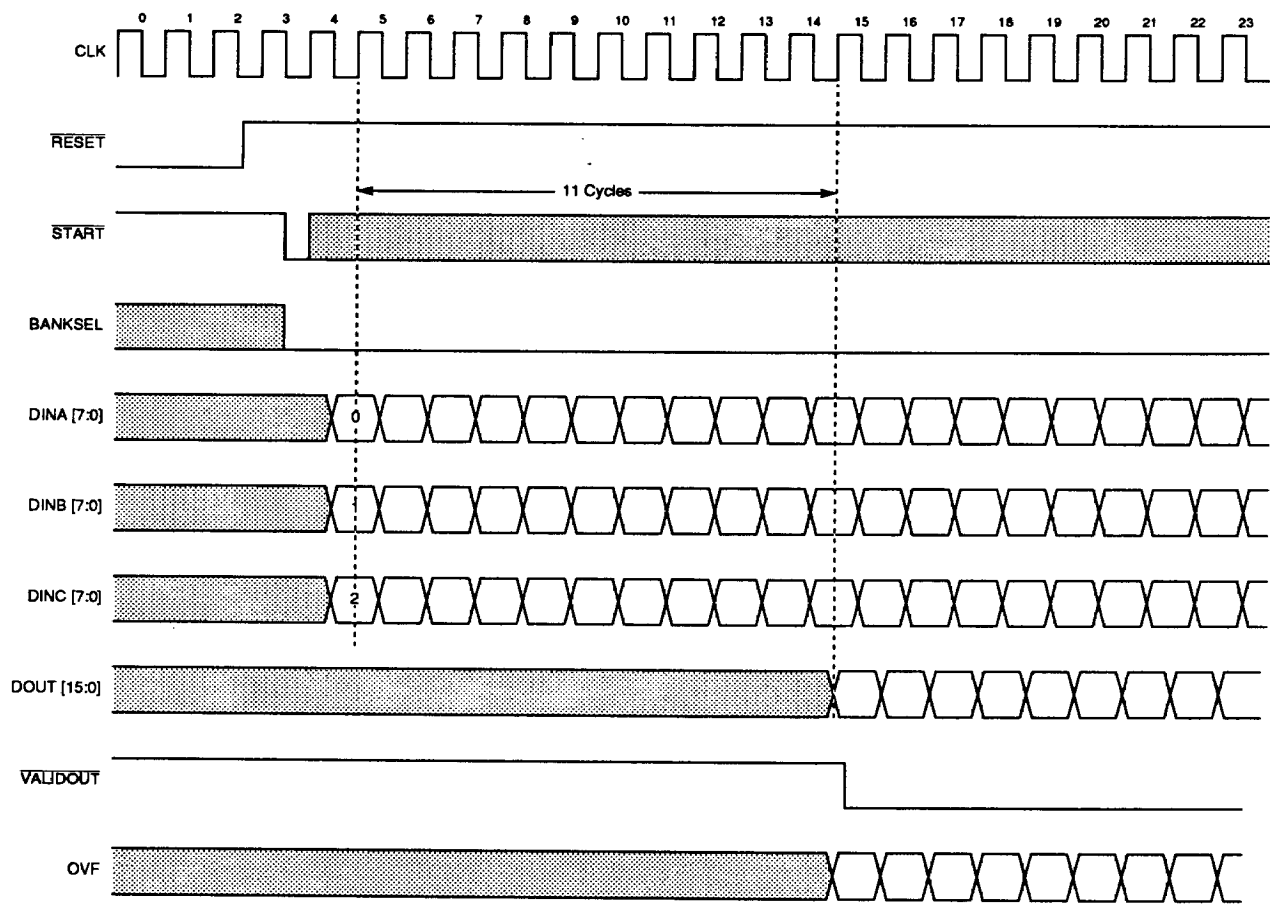 0 1 2 3 4 5 6 7 8 9 10 11 12 13 14 15 16 17 18 19 20 21 22 23
CLK
RESET
11 Cycles
START
BANKSEL
DINA [7:0]
0
DINB [7:0]
1
DINC [7:0]
2
DOUT [15:0]
VALIDOUT
OVF